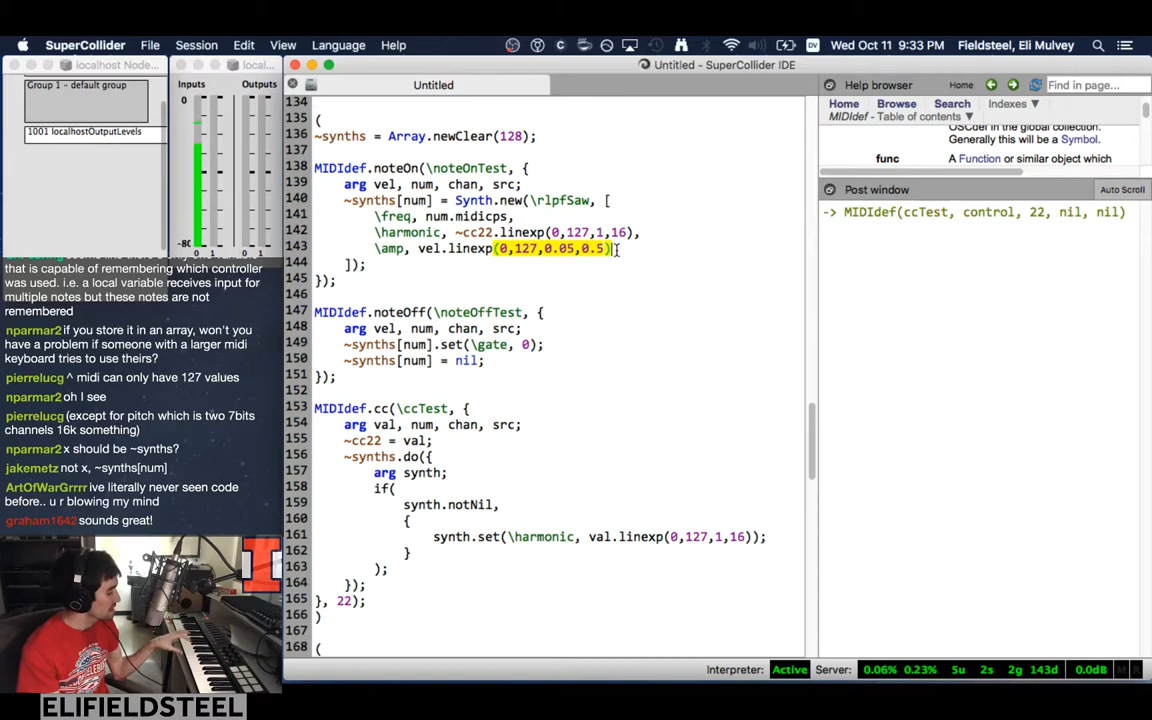 SuperCollider File Session Edit View Language Help
DV Wed Oct 11 9:33 PM Fieldsteel, Eli Mulvey
localhost Node...
local...
Untitled - SuperCollider IDE
Group 1 - default group
1001 localhostOutputLevels
Inputs Outputs
0
-80
0 1 0 1
that is capable of remembering which controller
was used. i.e. a local variable receives input for
multiple notes but these notes are not
remembered
nparmar2 if you store it in an array, won't you
have a problem if someone with a larger midi
keyboard tries to use theirs?
pierrelucg ^ midi can only have 127 values
nparmar2 oh I see
pierrelucg (except for pitch which is two 7bits
channels 16k something)
nparmar2 x should be ~synths?
jakemetz not x, ~synths[num]
ArtOfWarGrrrr ive literally never seen code
before.. u r blowing my mind
graham1642 sounds great!
ELIFIELDSTEEL
Untitled
134
135 (
136 ~synths = Array.newClear(128);
137
138 MIDIdef.noteOn(\noteOnTest, {
139 arg vel, num, chan, src;
140 ~synths[num] = Synth.new(\rlpfSaw, [
141 \freq, num.midicps,
142 \harmonic, ~cc22.linexp(0,127,1,16),
143 \amp, vel.linexp(0,127,0.05,0.5)
144 ]);
145 });
146
147 MIDIdef.noteOff(\noteOffTest, {
148 arg vel, num, chan, src;
149 ~synths[num].set(\gate, 0);
150 ~synths[num] = nil;
151 });
152
153 MIDIdef.cc(\ccTest, {
154 arg val, num, chan, src;
155 ~cc22 = val;
156 ~synths.do({
157 arg synth;
158 if(
159 synth.notNil,
160 {
161 synth.set(\harmonic, val.linexp(0,127,1,16));
162 }
163 );
164 });
165 }, 22);
166 )
167
168 (
Help browser Home Find in page...
Home Browse Search Indexes ▼
MIDIdef - Table of contents ▼
OSCdef in the global collection.
Generally this will be a Symbol.
func A Function or similar object which
Post window Auto Scroll
-> MIDIdef(ccTest, control, 22, nil, nil)
Interpreter: Active Server: 0.06% 0.23% 5u 2s 2g 143d 0.0dB M R